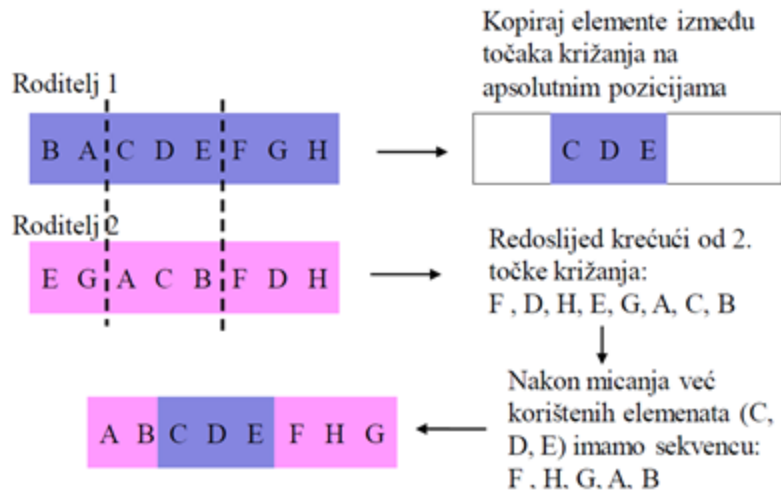 Roditelj 1
B A C D E F G H
Kopiraj elemente između
točaka križanja na
apsolutnim pozicijama
C D E
Roditelj 2
E G A C B F D H
Redoslijed krećući od 2.
točke križanja:
F , D, H, E, G, A, C, B
Nakon micanja već
korištenih elemenata (C,
D, E) imamo sekvencu:
F , H, G, A, B
A B C D E F H G